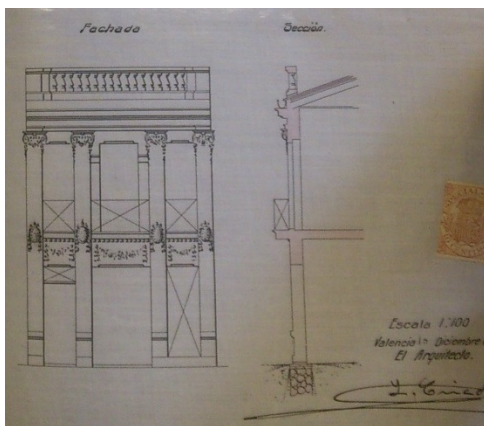 Fachada
Sección.
Escala 1:100
Valencia Diciembre
El Arquitecto.